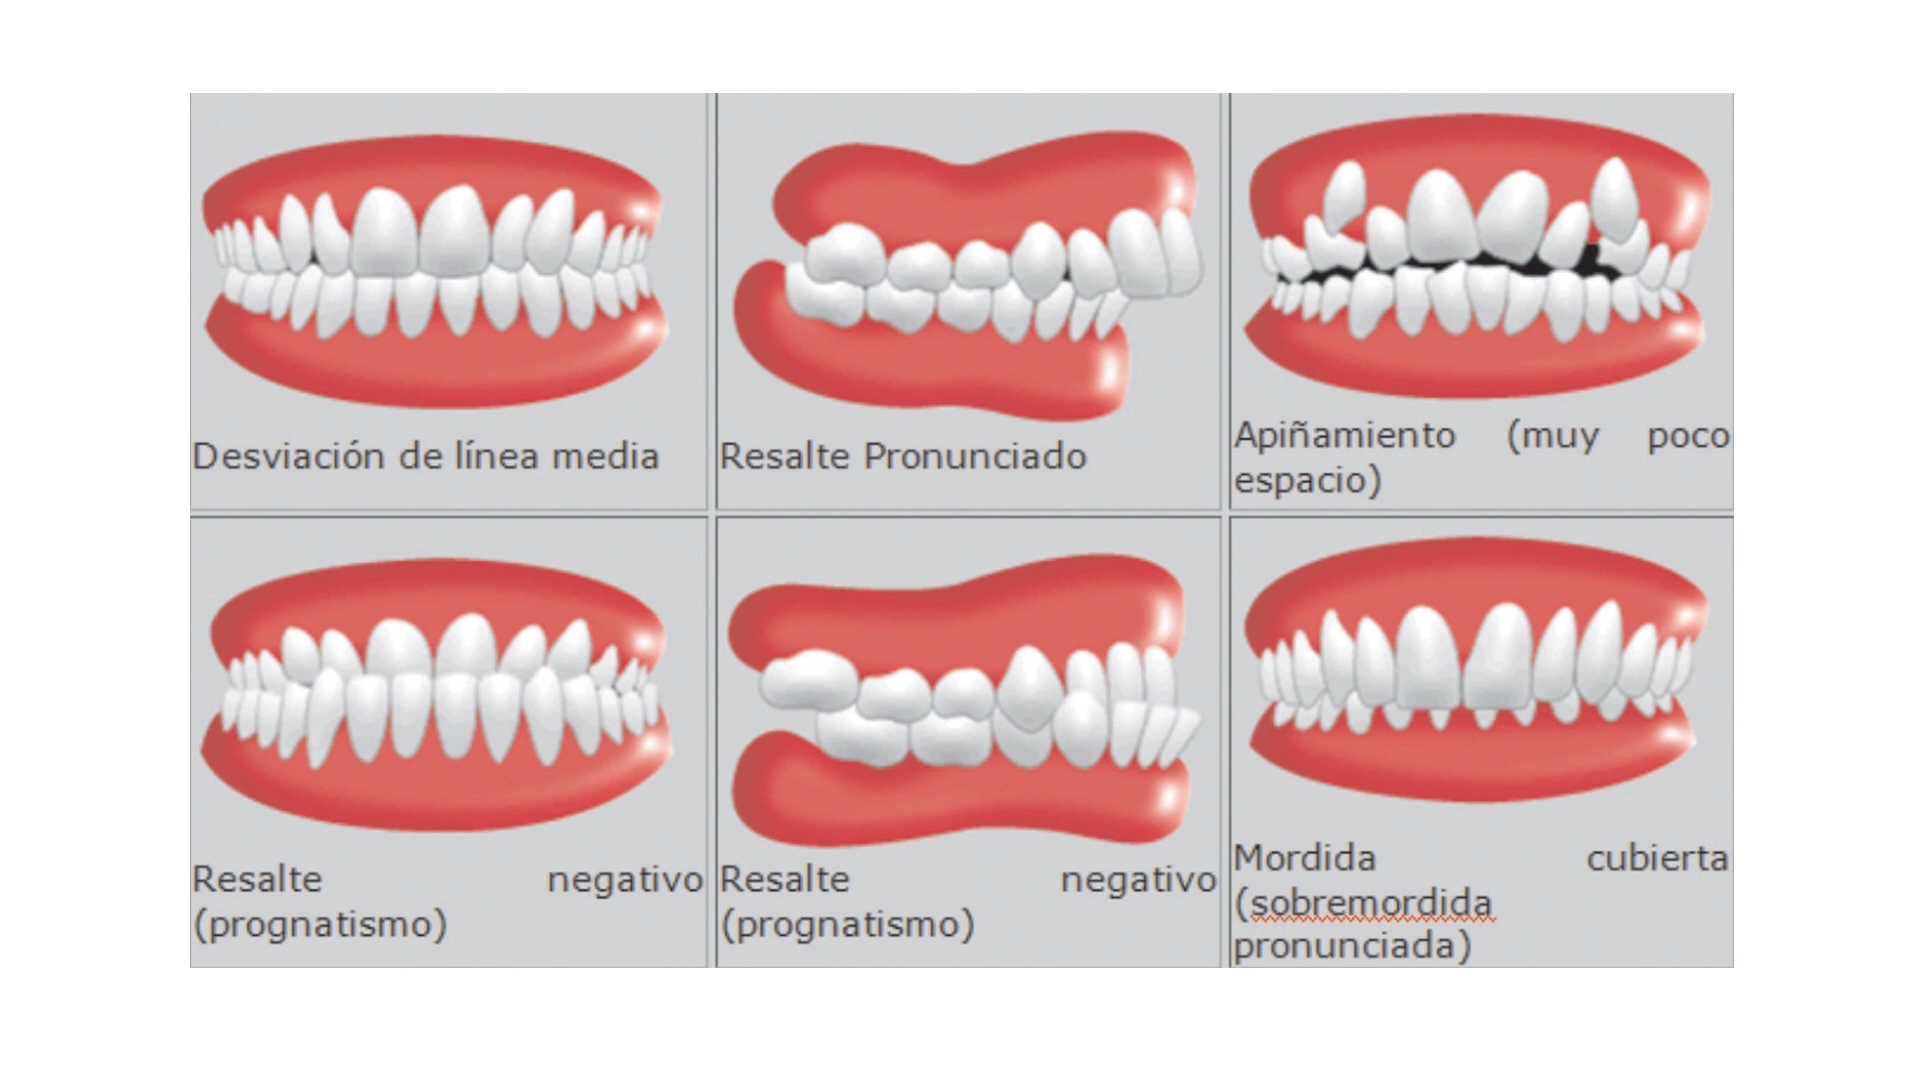 Desviación de línea media
Resalte Pronunciado
Apiñamiento (muy poco
espacio)
Resalte negativo
(prognatismo)
Resalte negativo
(prognatismo)
Mordida cubierta
(sobremordida
pronunciada)